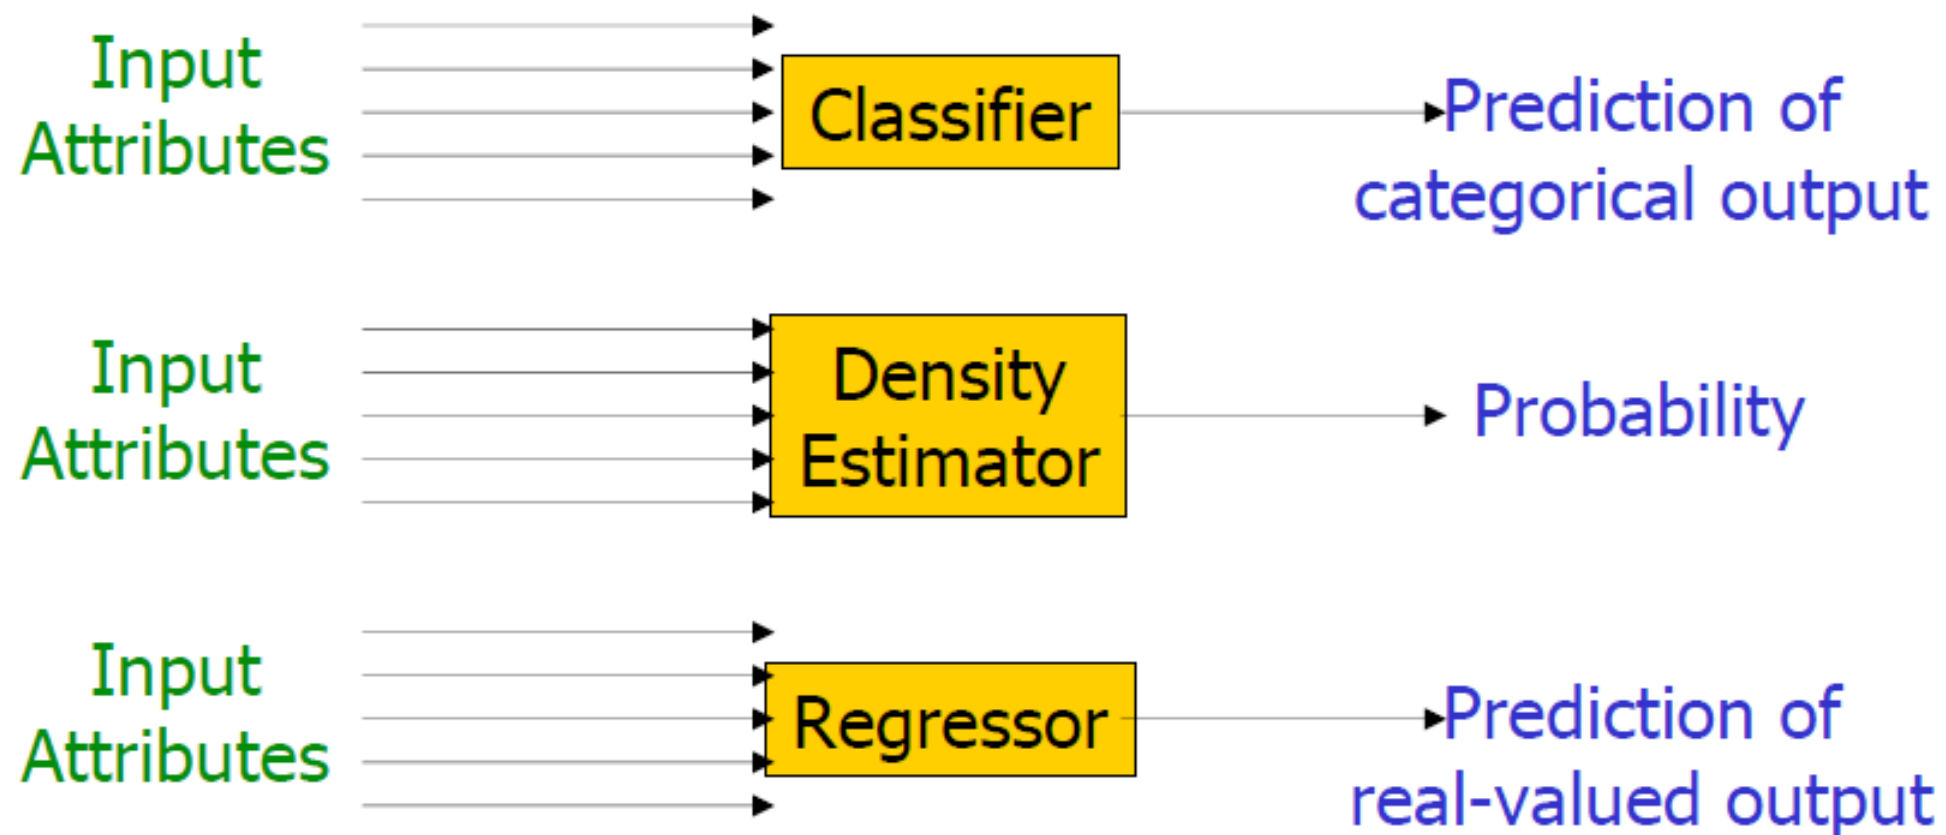 Input
Attributes
Classifier
Prediction of
categorical output
Input
Attributes
Density
Estimator
Probability
Input
Attributes
Regressor
Prediction of
real-valued output